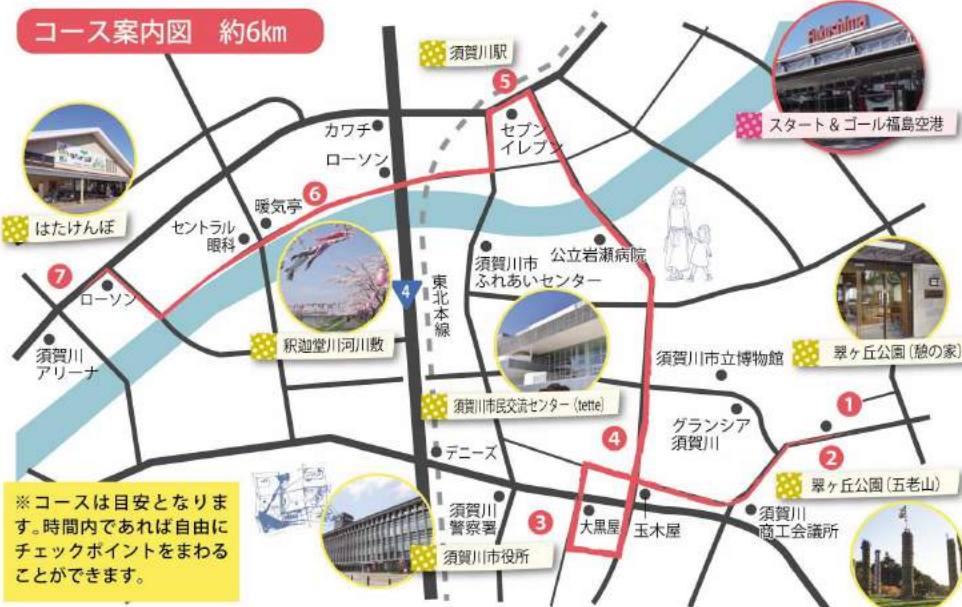 コース案内図　約6km
須賀川駅
5
カワチ
セブン
イレブン
ローソン
Fukushima
スタート＆ゴール福島空港
はたけんぼ
6
暖気亭
セントラル
眼科
7
ローソン
須賀川
アリーナ
釈迦堂川河川敷
4
東北本線
須賀川市
ふれあいセンター
公立岩瀬病院
須賀川市民交流センター（tette）
須賀川市立博物館
グランシア
須賀川
翠ヶ丘公園（憩の家）
1
2
翠ヶ丘公園（五老山）
4
デニーズ
須賀川
警察署
3
大黒屋
玉木屋
須賀川
商工会議所
須賀川市役所
※コースは目安となりま
す。時間内であれば自由に
チェックポイントをまわる
ことができます。